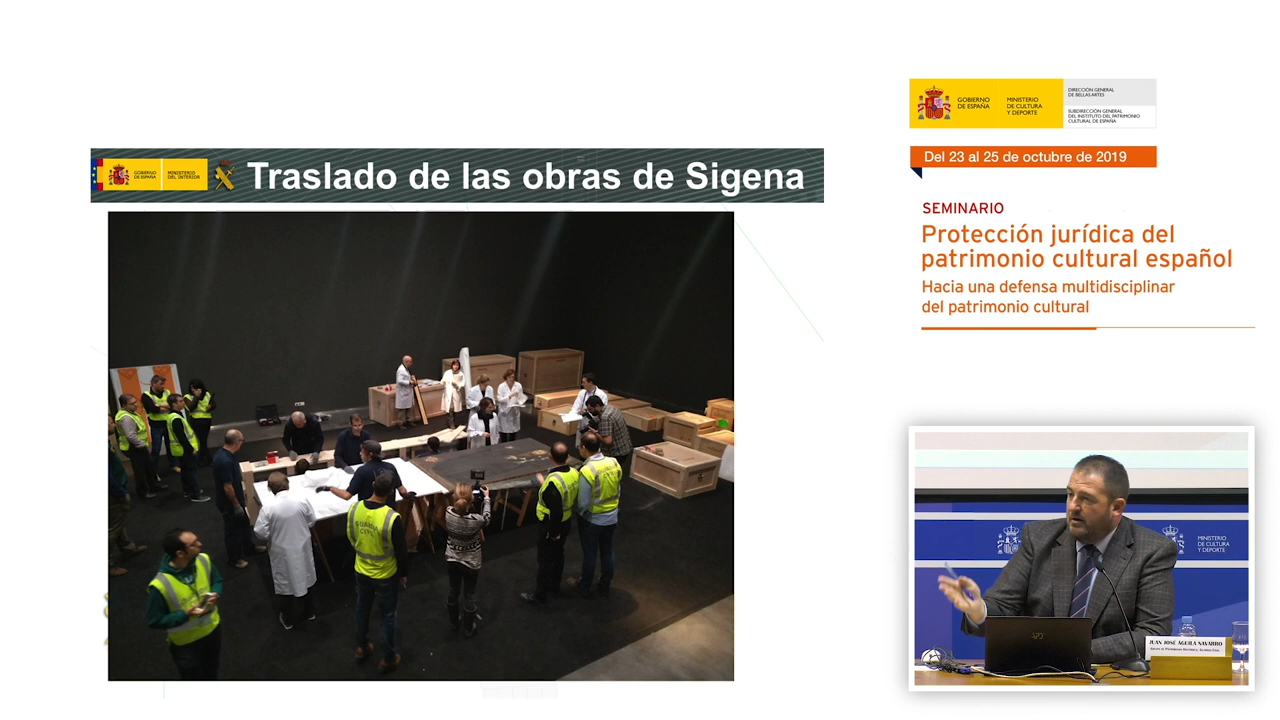 GOBIERNO
DE ESPAÑA
MINISTERIO
DEL INTERIOR
Traslado de las obras de Sigena
GUARDIA
CIVIL
GOBIERNO
DE ESPAÑA
MINISTERIO
DE CULTURA
Y DEPORTE
DIRECCIÓN GENERAL
DE BELLAS ARTES
SUBDIRECCIÓN GENERAL
DEL INSTITUTO DEL PATRIMONIO
CULTURAL DE ESPAÑA
Del 23 al 25 de octubre de 2019
SEMINARIO
Protección jurídica del
patrimonio cultural español
Hacia una defensa multidisciplinar
del patrimonio cultural
MINISTERIO
DE CULTURA
Y DEPORTE
JUAN JOSÉ ÁGUILA NAVARRO